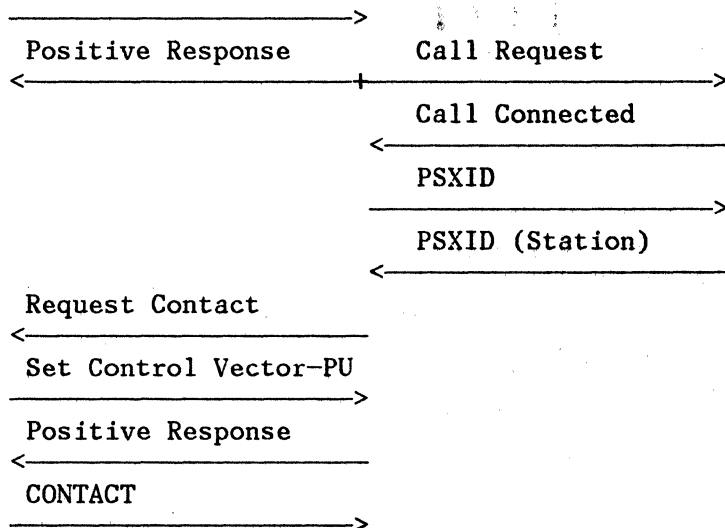 Positive Response Call Request
Call Connected
PSXID
PSXID (Station)
Request Contact
Set Control Vector-PU
Positive Response
CONTACT